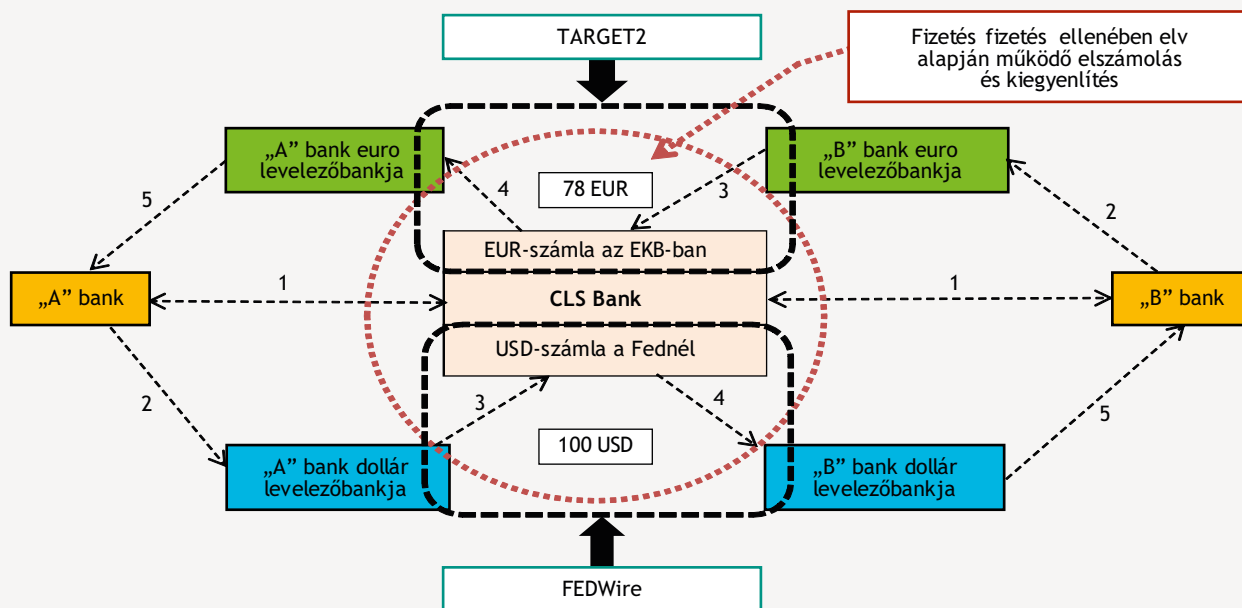 TARGET2
Fizetés fizetés ellenében elv
alapján működő elszámolás
és kiegyenlítés
„A” bank euro
levelezőbankja
„B” bank euro
levelezőbankja
5
4
78 EUR
3
2
EUR-számla az EKB-ban
„A” bank
1
CLS Bank
1
„B” bank
USD-számla a Fednél
2
3
4
5
100 USD
„A” bank dollár
levelezőbankja
„B” bank dollár
levelezőbankja
FEDWire